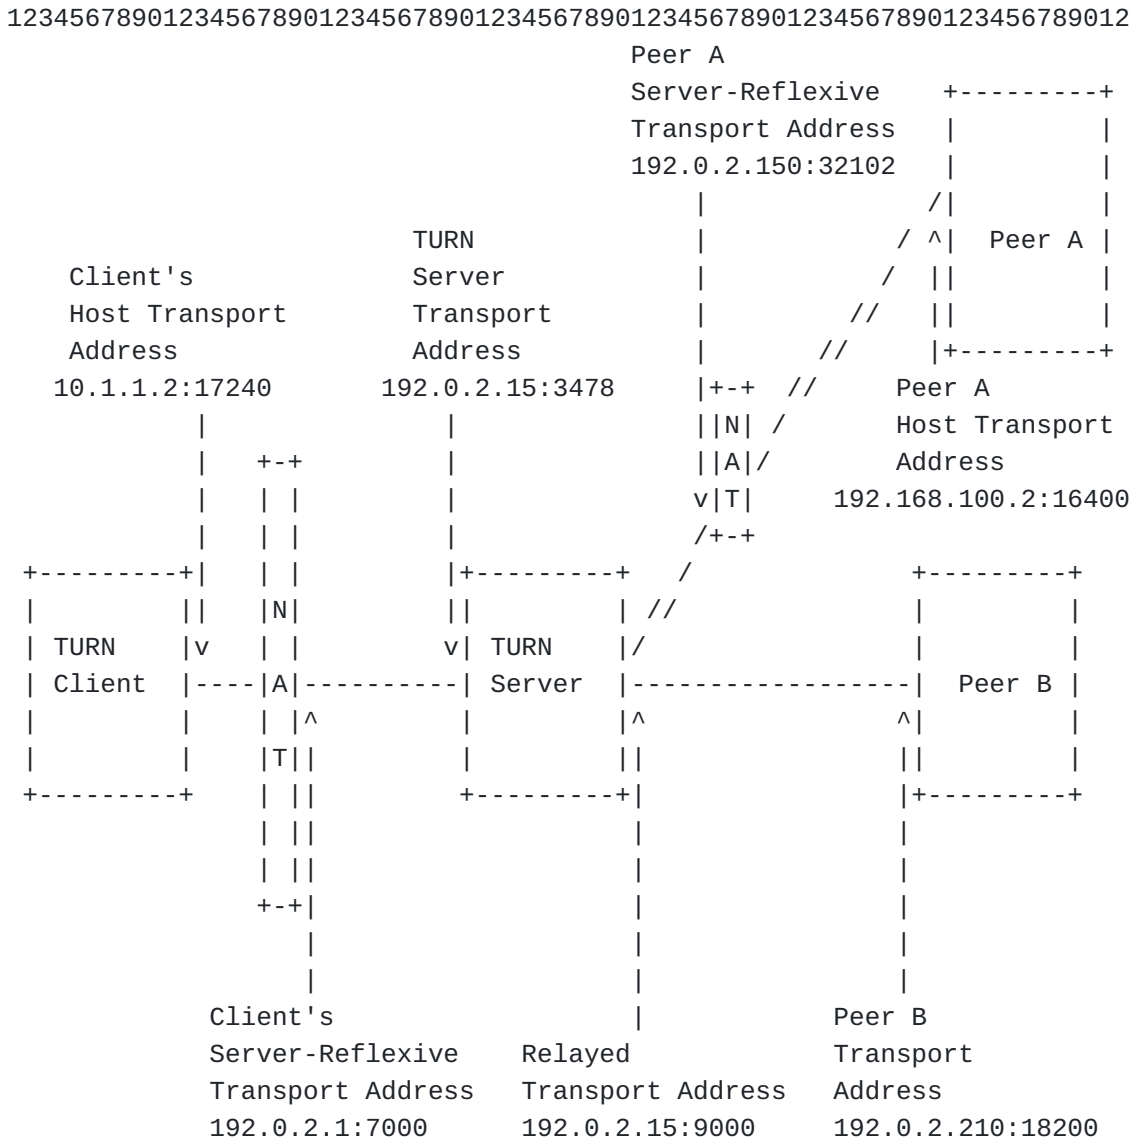 123456789012345678901234567890123456789012345678901234567890123456789012
Peer A
Server-Reflexive
Transport Address
192.0.2.150:32102
TURN
Peer A
Client's
Server
Host Transport
Transport
Address
Address
10.1.1.2:17240
192.0.2.15:3478
Peer A
N
Host Transport
A
Address
T
192.168.100.2:16400
N
TURN
TURN
Client
A
Server
Peer B
T
Client's
Peer B
Server-Reflexive
Relayed
Transport
Transport Address
Transport Address
Address
192.0.2.1:7000
192.0.2.15:9000
192.0.2.210:18200